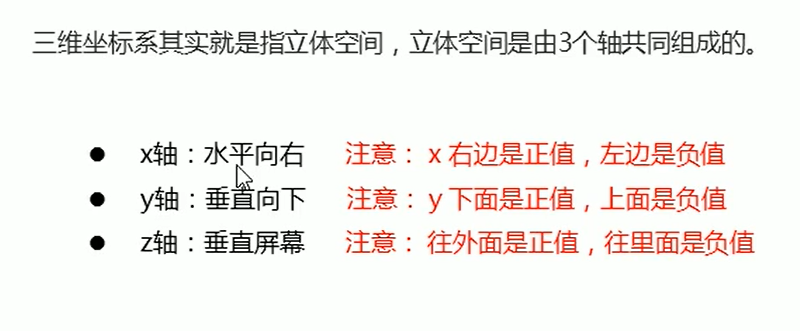 三维坐标系其实就是指立体空间，立体空间是由3个轴共同组成的。
● x轴：水平向右 注意： x 右边是正值，左边是负值
● y轴：垂直向下 注意： y 下面是正值，上面是负值
● z轴：垂直屏幕 注意： 往外面是正值，往里面是负值